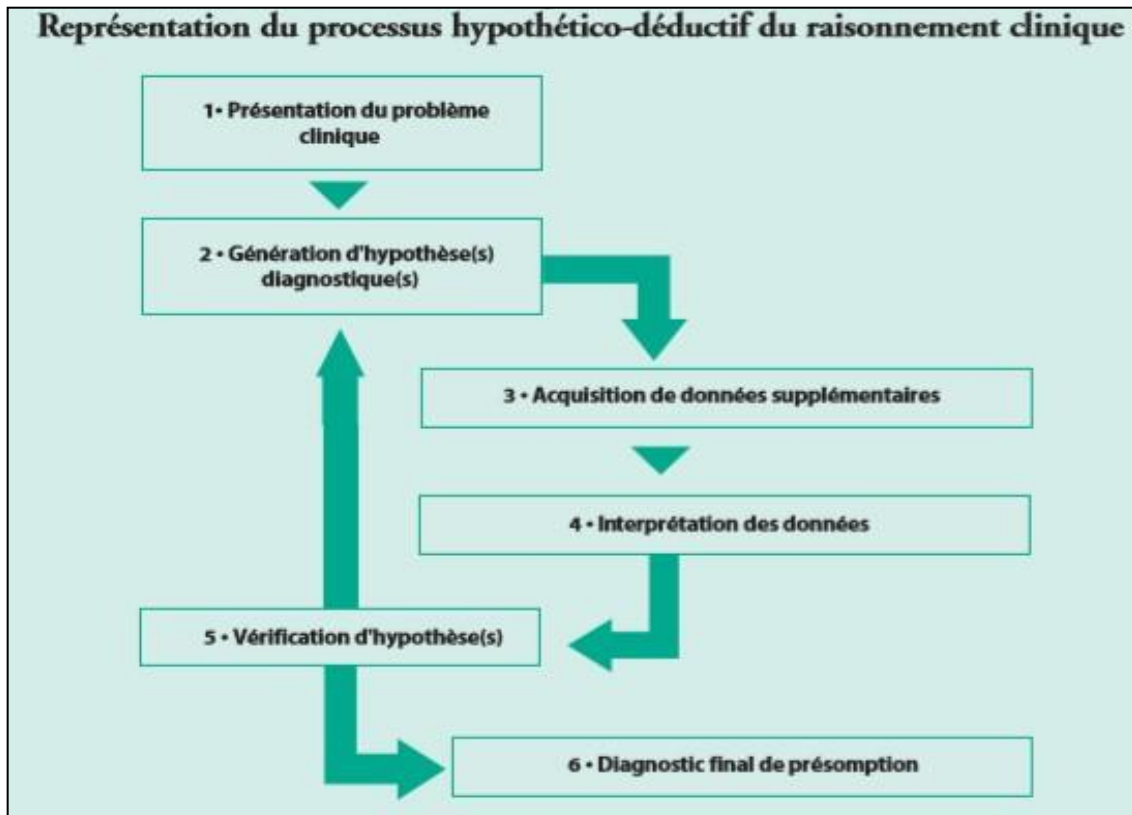 Représentation du processus hypothético-déductif du raisonnement clinique
1 • Présentation du problème
clinique
2 • Génération d'hypothèse(s)
diagnostique(s)
3 • Acquisition de données supplémentaires
4 • Interprétation des données
5 • Vérification d'hypothèse(s)
6 • Diagnostic final de présomption